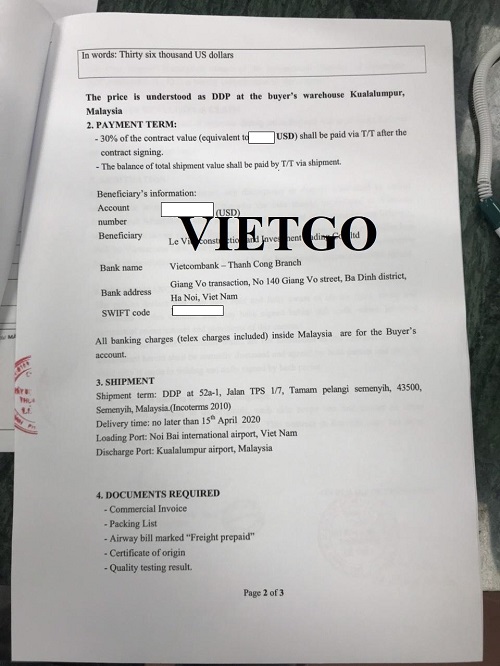 In words: Thirty six thousand US dollars
The price is understood as DDP at the buyer's warehouse Kualalumpur,
Malaysia
2. PAYMENT TERM:
- 30% of the contract value (equivalent to USD) shall be paid via T/T after the
contract signing.
- The balance of total shipment value shall be paid by T/T via shipment.
Beneficiary's information:
Account
number
(USD)
VIETGO
Beneficiary
Le Vi construction and Investment ltd
Bank name
Vietcombank – Thanh Cong Branch
Bank address
Giang Vo transaction, No 140 Giang Vo street, Ba Dinh district,
Ha Noi, Viet Nam
SWIFT code
All banking charges (telex charges included) inside Malaysia are for the Buyer's
account.
3. SHIPMENT
Shipment term: DDP at 52a-1, Jalan TPS 1/7, Tamam pelangi semenyih, 43500,
Semenyih, Malaysia.(Incoterms 2010)
Delivery time: no later than 15th April 2020
Loading Port: Noi Bai international airport, Viet Nam
Discharge Port: Kualalumpur airport, Malaysia
4. DOCUMENTS REQUIRED
- Commercial Invoice
- Packing List
- Airway bill marked "Freight prepaid"
- Certificate of origin
- Quality testing result.
Page 2 of 3